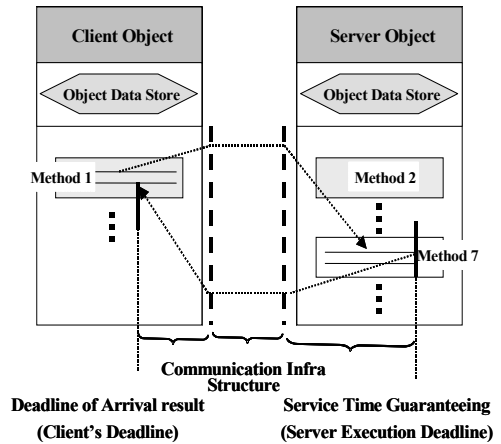 Client Object
Server Object
Object Data Store
Object Data Store
Method 1
Method 2
Method 7
Communication Infra
Structure
Deadline of Arrival result
(Client's Deadline)
Service Time Guaranteeing
(Server Execution Deadline)